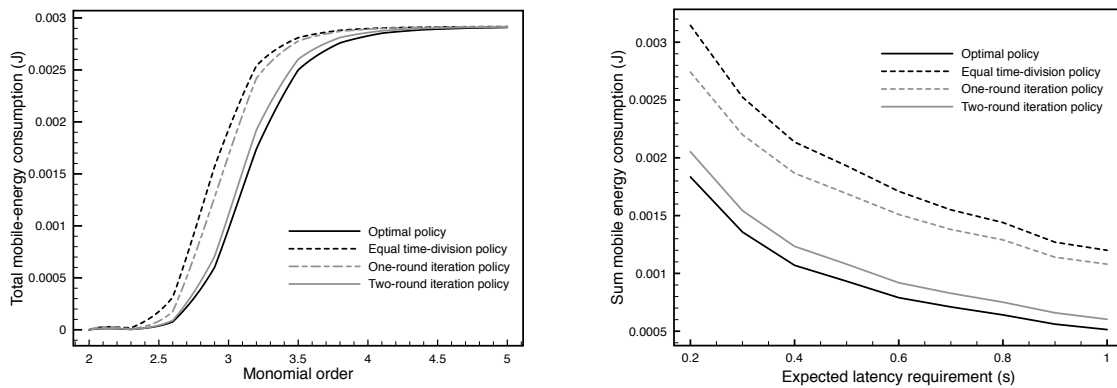 Total mobile-energy consumption (J)
0.003
0.0025
0.002
0.0015
0.001
0.0005
0
Optimal policy
Equal time-division policy
One-round iteration policy
Two-round iteration policy
2 2.5 3 3.5 4 4.5 5
Monomial order
Sum mobile energy consumption (J)
0.003
0.0025
0.002
0.0015
0.001
0.0005
Optimal policy
Equal time-division policy
One-round iteration policy
Two-round iteration policy
0.2 0.4 0.6 0.8 1
Expected latency requirement (s)